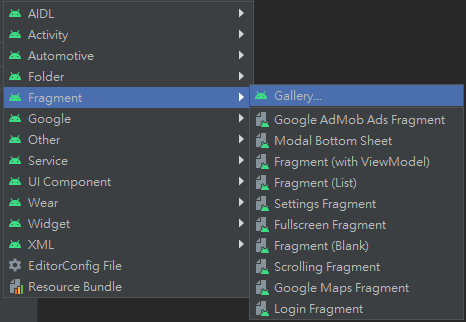 AIDL
Activity
Automotive
Folder
Fragment
Google
Other
Service
UI Component
Wear
Widget
XML
EditorConfig File
Resource Bundle
Gallery...
Google AdMob Ads Fragment
Modal Bottom Sheet
Fragment (with ViewModel)
Fragment (List)
Settings Fragment
Fullscreen Fragment
Fragment (Blank)
Scrolling Fragment
Google Maps Fragment
Login Fragment